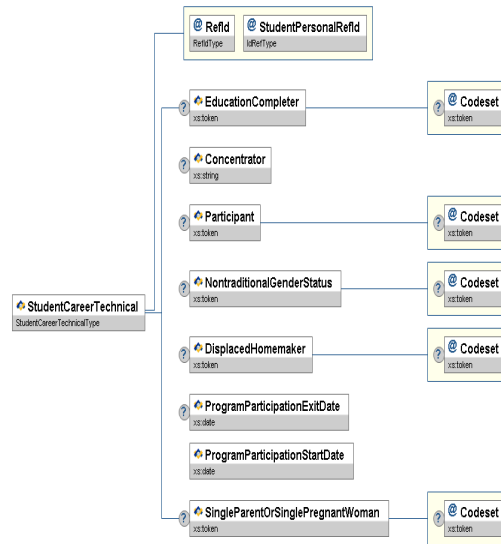 @ RefId @ StudentPersonalRefId
RefIdType IdRefType
? EducationCompleter ? @ Codeset
xs:token xs:token
? Concentrator
xs:string
? Participant ? @ Codeset
xs:token xs:token
? NontraditionalGenderStatus ? @ Codeset
xs:token xs:token
StudentCareerTechnical
StudentCareerTechnicalType
? DisplacedHomemaker ? @ Codeset
xs:token xs:token
? ProgramParticipationExitDate
xs:date
ProgramParticipationStartDate
xs:date
? SingleParentOrSinglePregnantWoman ? @ Codeset
xs:token xs:token